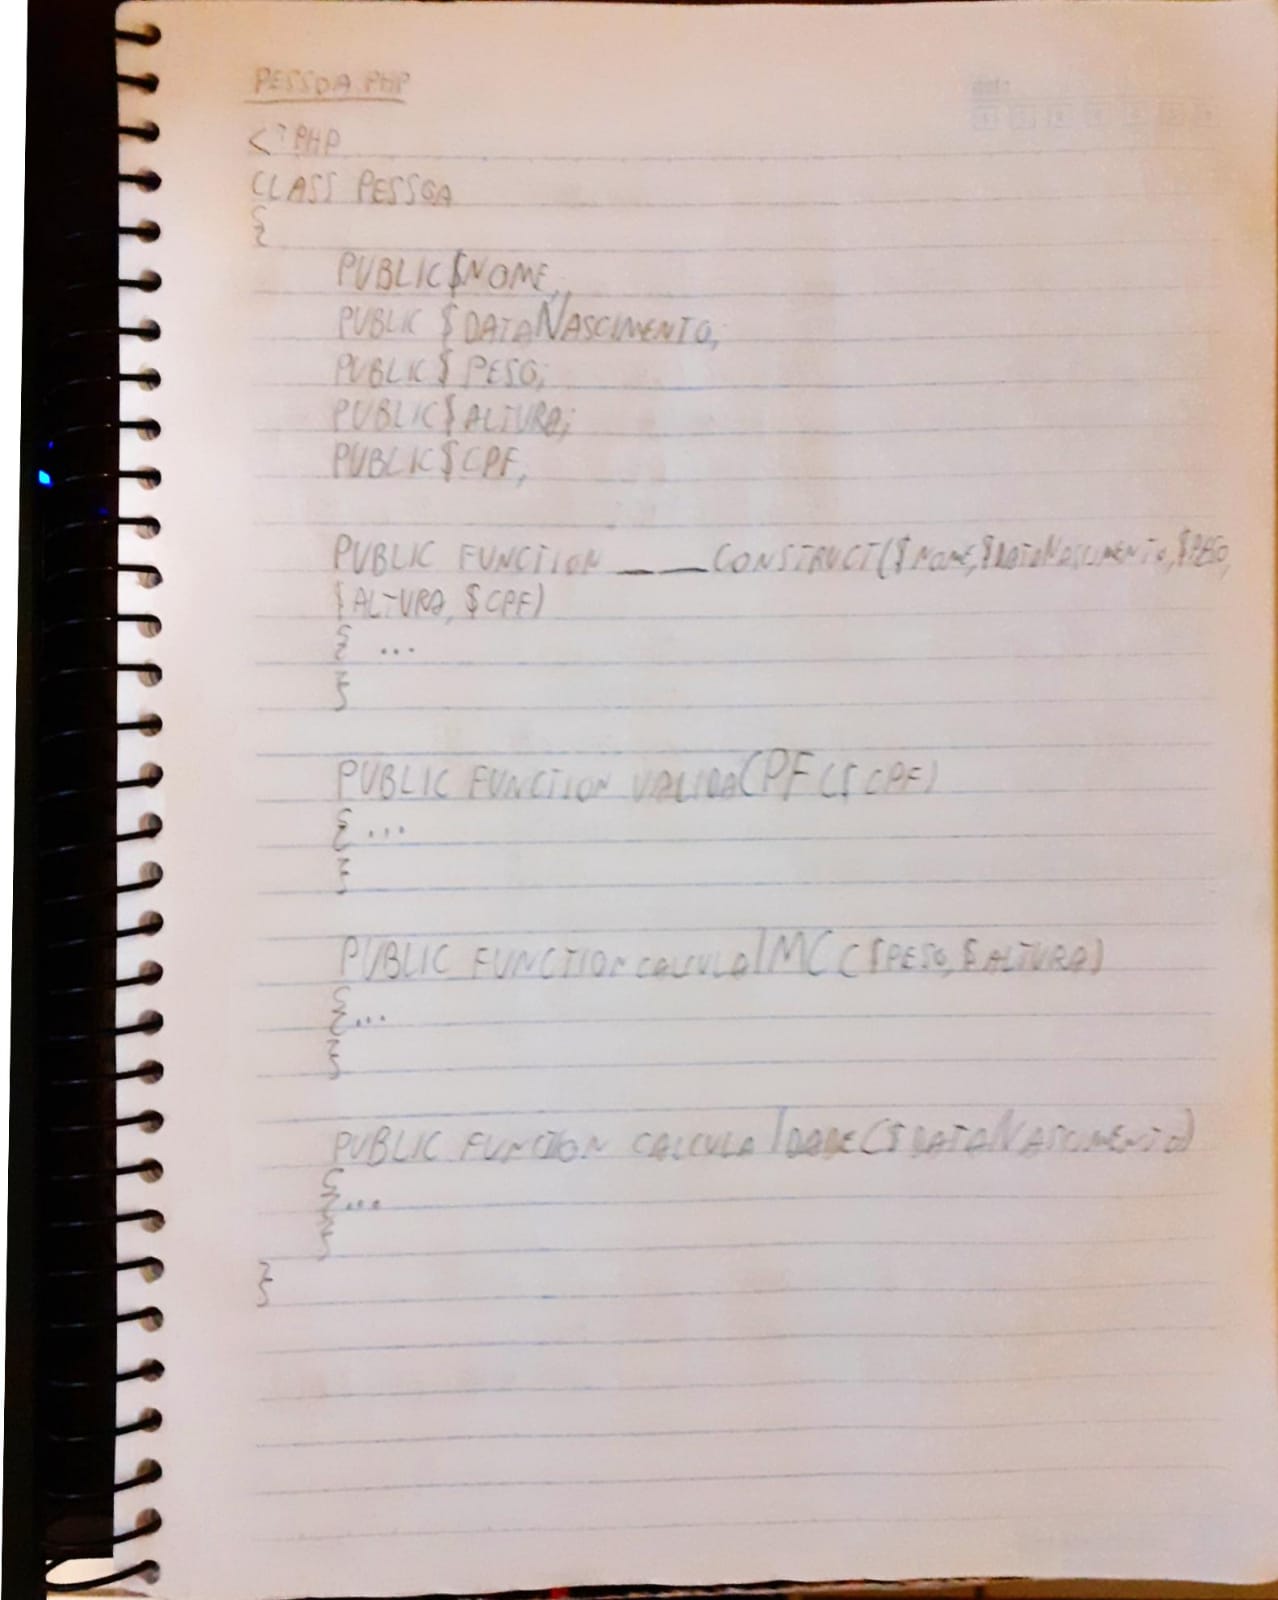 PESSOA.PHP
<?PHP
CLASS PESSOA
{
PUBLIC $NOME;
PUBLIC $DATANASCIMENTO;
PUBLIC $PESO;
PUBLIC $ALTURA;
PUBLIC $CPF;
PUBLIC FUNCTION __CONSTRUCT($NOME,$DATANASCIMENTO,$PESO,
$ALTURA, $CPF)
{ ...
}
PUBLIC FUNCTION VALIDACPF($CPF)
{ ...
}
PUBLIC FUNCTION CALCULAIMC($PESO,$ALTURA)
{ ...
}
PUBLIC FUNCTION CALCULAIDADE($DATANASCIMENTO)
{ ...
}
}